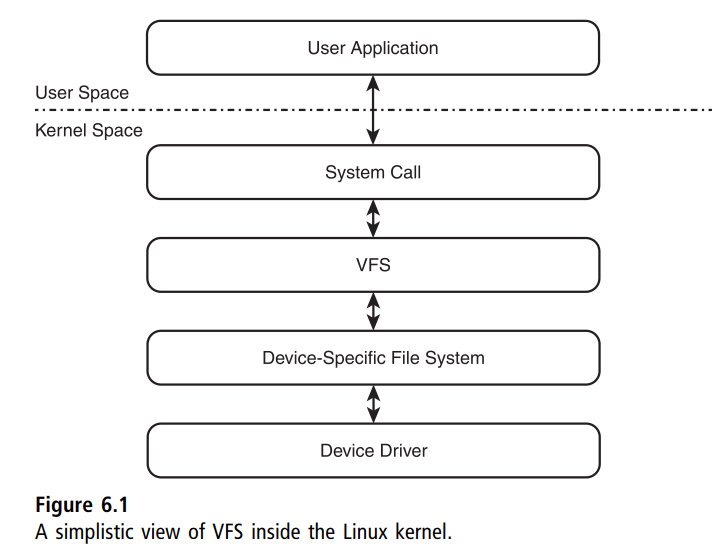 User Application
User Space
Kernel Space
System Call
VFS
Device-Specific File System
Device Driver
Figure 6.1
A simplistic view of VFS inside the Linux kernel.